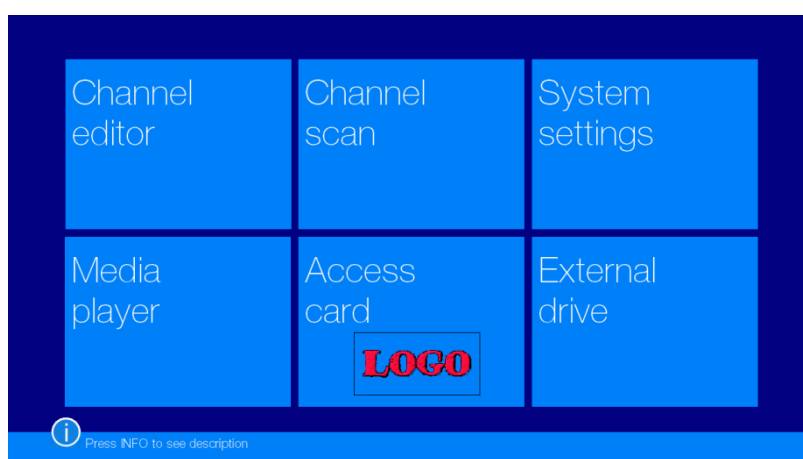 Channel
editor
Channel
scan
System
settings
Media
player
Access
card
LOGO
External
drive
Press INFO to see description